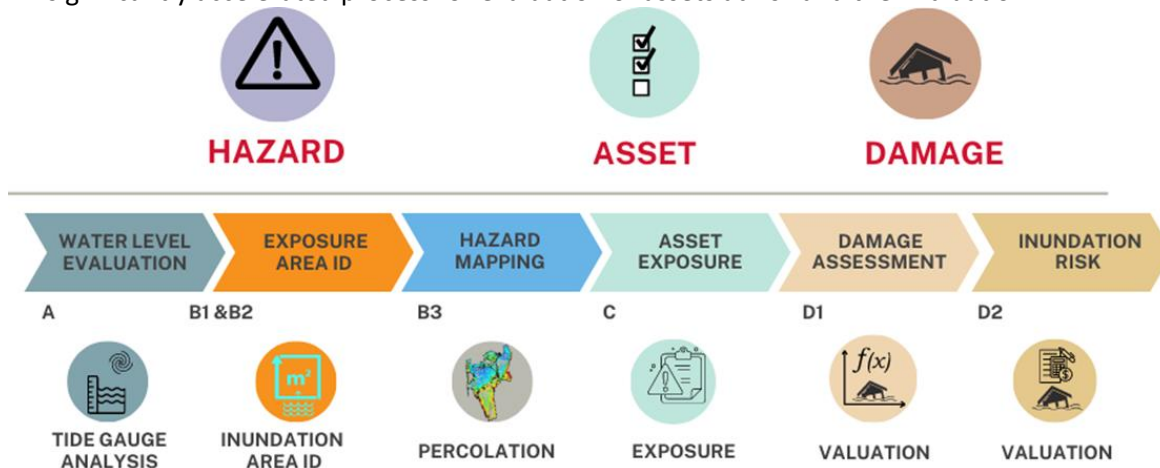 HAZARD
ASSET
DAMAGE
WATER LEVEL
EVALUATION
EXPOSURE
AREA ID
HAZARD
MAPPING
ASSET
EXPOSURE
DAMAGE
ASSESSMENT
INUNDATION
RISK
A
B1 &B2
B3
C
D1
D2
m²
f(x)
$
TIDE GAUGE
ANALYSIS
INUNDATION
AREA ID
PERCOLATION
EXPOSURE
VALUATION
VALUATION